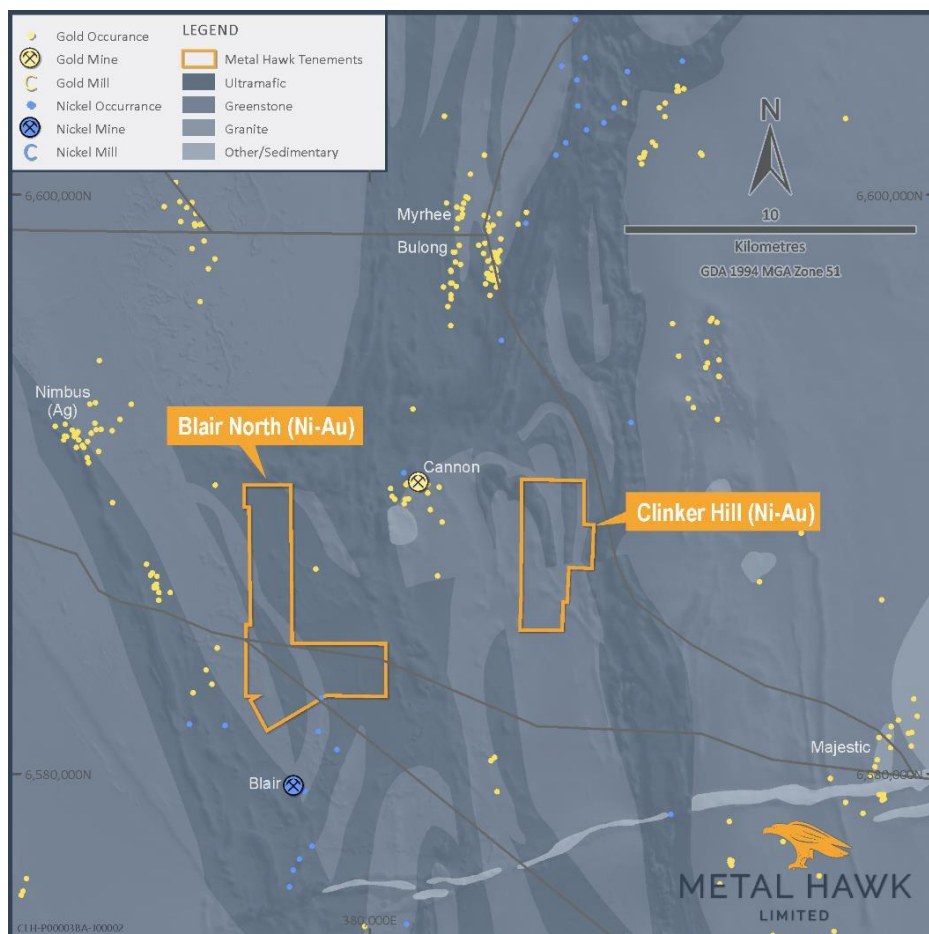 Gold Occurance
Gold Mine
Gold Mill
Nickel Occurrance
Nickel Mine
Nickel Mill
LEGEND
Metal Hawk Tenements
Ultramafic
Greenstone
Granite
Other/Sedimentary
N
6,600,000N
6,600,000N
10
Kilometres
GDA 1994 MGA Zone 51
Myrhee
Bulong
Nimbus
(Ag)
Blair North (Ni-Au)
Cannon
Clinker Hill (Ni-Au)
Majestic
6,580,000N
6,580,000N
Blair
METAL HAWK
LIMITED
380,000E